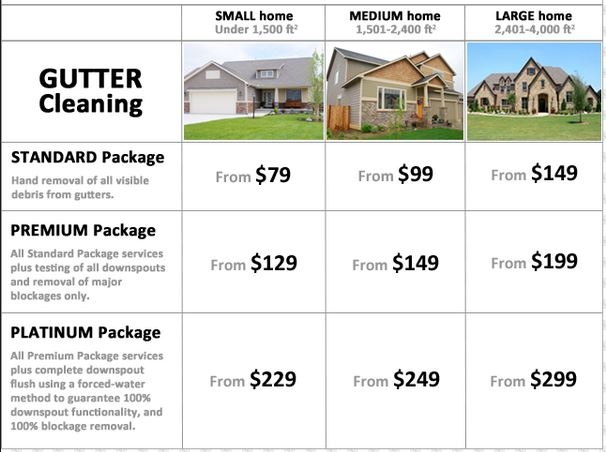 SMALL home
Under 1,500 ft²
MEDIUM home
1,501-2,400 ft²
LARGE home
2,401-4,000 ft²
GUTTER
Cleaning
STANDARD Package
Hand removal of all visible
debris from gutters.
From $79
From $99
From $149
PREMIUM Package
All Standard Package services
plus testing of all downspouts
and removal of major
blockages only.
From $129
From $149
From $199
PLATINUM Package
All Premium Package services
plus complete downspout
flush using a forced-water
method to guarantee 100%
downspout functionality, and
100% blockage removal.
From $229
From $249
From $299